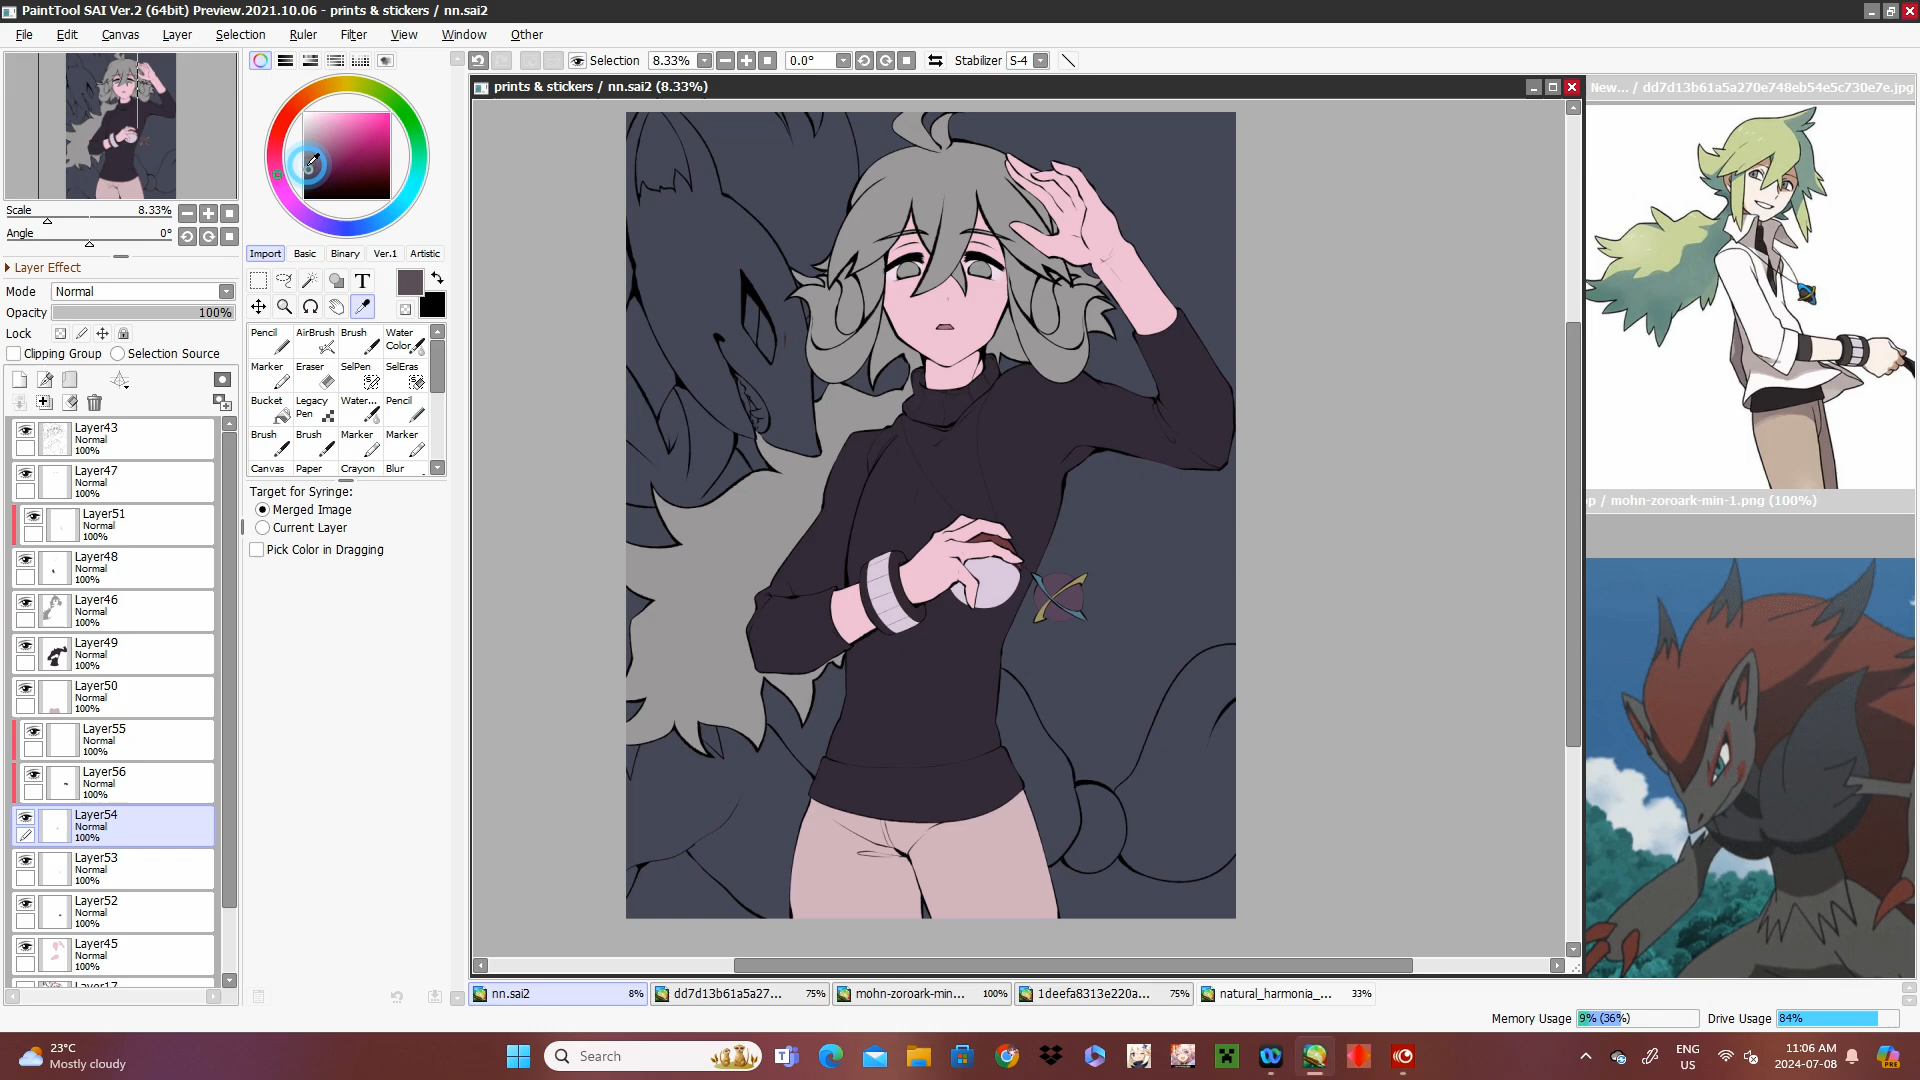 PaintTool SAI Ver.2 (64bit) Preview.2021.10.06 - prints & stickers / nn.sai2
File Edit Canvas Layer Selection Ruler Filter View Window Other
Selection 8.33% 0.0° Stabilizer S-4
prints & stickers / nn.sai2 (8.33%)
New... / dd7d13b61a5a270e748eb54e5c730e7e.jpg
Scale 8.33%
Angle 0°
Layer Effect
Mode Normal
Opacity 100%
Lock
Clipping Group Selection Source
Layer43
Normal
100%
Layer47
Normal
100%
Layer51
Normal
100%
Layer48
Normal
100%
Layer46
Normal
100%
Layer49
Normal
100%
Layer50
Normal
100%
Layer55
Normal
100%
Layer56
Normal
100%
Layer54
Normal
100%
Layer53
Normal
100%
Layer52
Normal
100%
Layer45
Normal
100%
Layer17
Import Basic Binary Ver.1 Artistic
T
Pencil AirBrush Brush Water Color
Marker Eraser SelPen SelEras
Bucket Legacy Pen Water... Pencil
Brush Brush Marker Marker
Canvas Paper Crayon Blur
Target for Syringe:
Merged Image
Current Layer
Pick Color in Dragging
op / mohn-zoroark-min-1.png (100%)
nn.sai2 8% dd7d13b61a5a27... 75% mohn-zoroark-min... 100% 1deefa8313e220a... 75% natural_harmonia_... 33%
Memory Usage 9% (36%) Drive Usage 84%
23°C
Mostly cloudy
Search
ENG
US
11:06 AM
2024-07-08
PRE